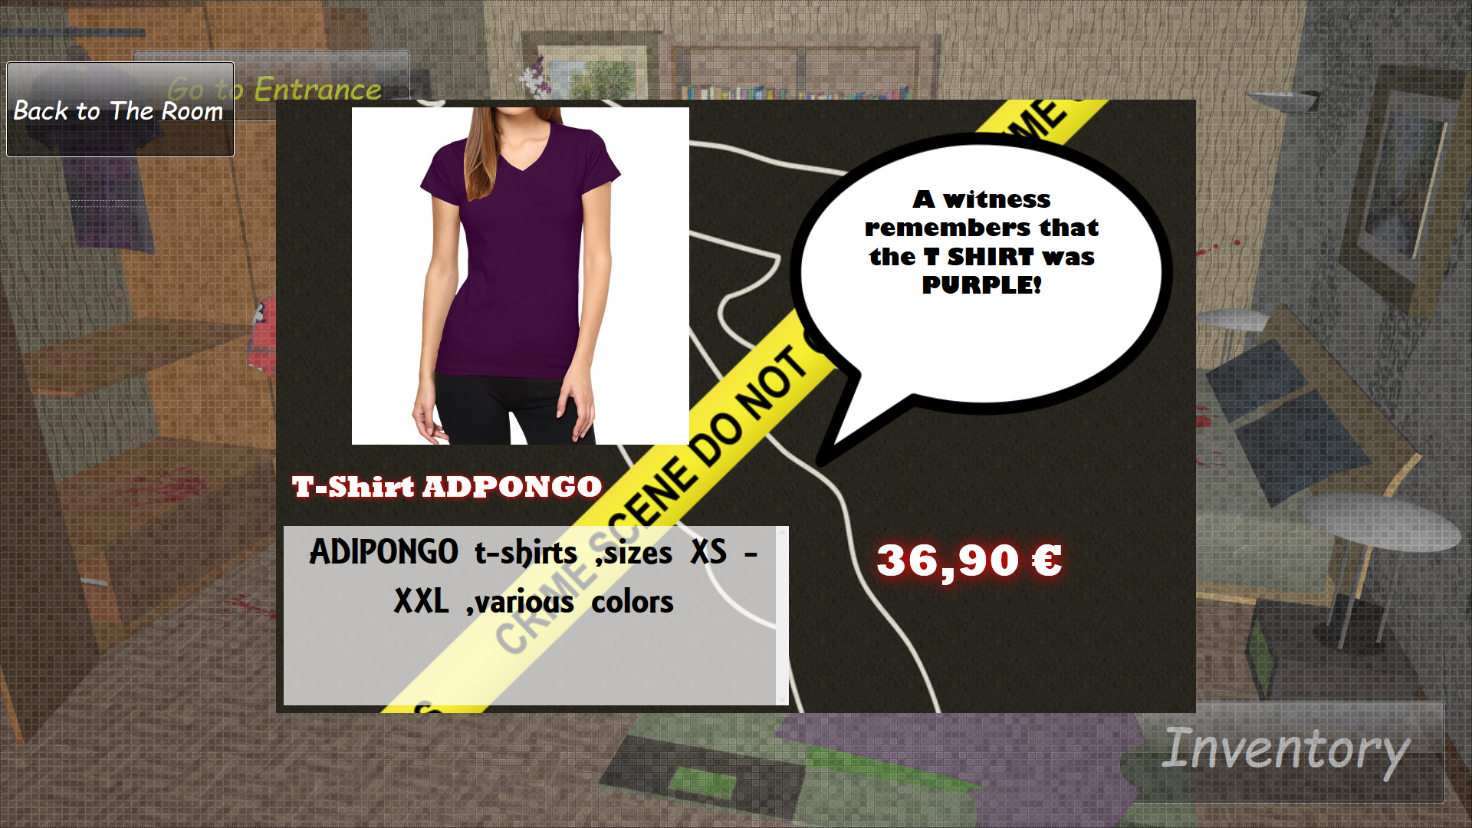 Go to Entrance
Back to The Room
CRIME SCENE DO NOT
A witness
remembers that
the T SHIRT was
PURPLE!
T-Shirt ADPONGO
ADIPONGO t-shirts ,sizes XS -
XXL ,various colors
36,90 €
Inventory